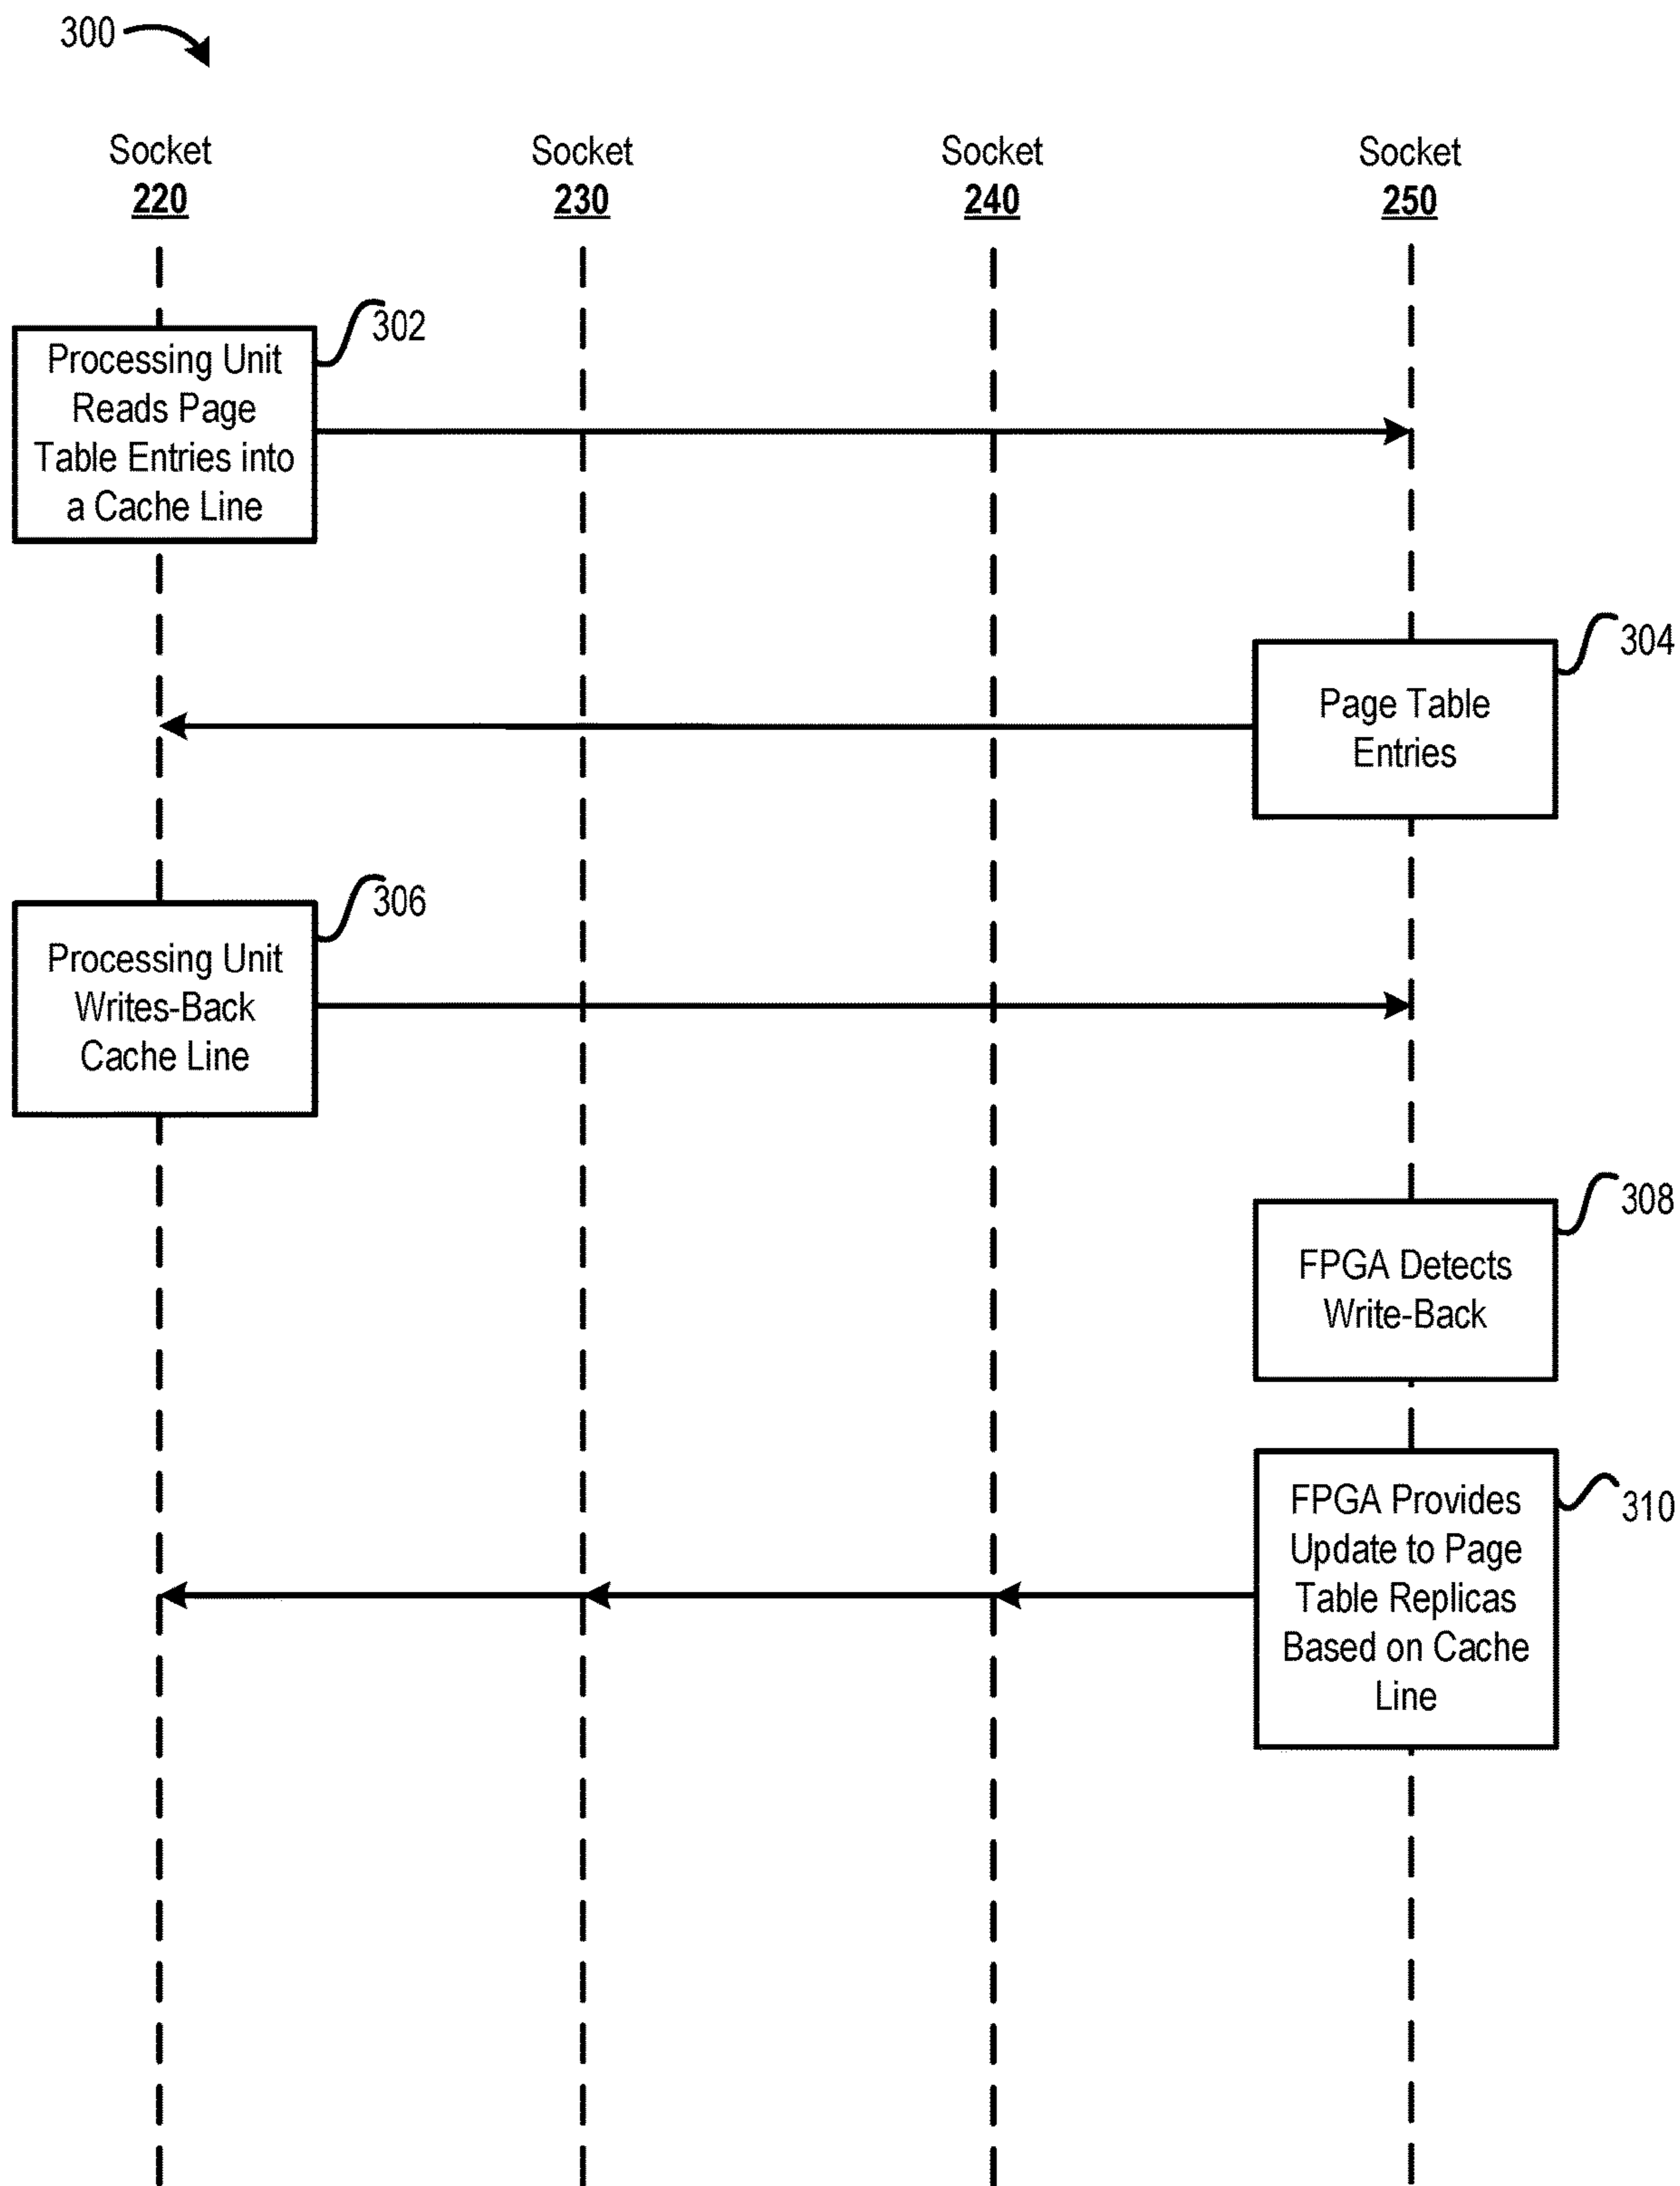 300
Socket
220
Socket
230
Socket
240
Socket
250
302
Processing Unit
Reads Page
Table Entries into
a Cache Line
304
Page Table
Entries
306
Processing Unit
Writes-Back
Cache Line
308
FPGA Detects
Write-Back
310
FPGA Provides
Update to Page
Table Replicas
Based on Cache
Line